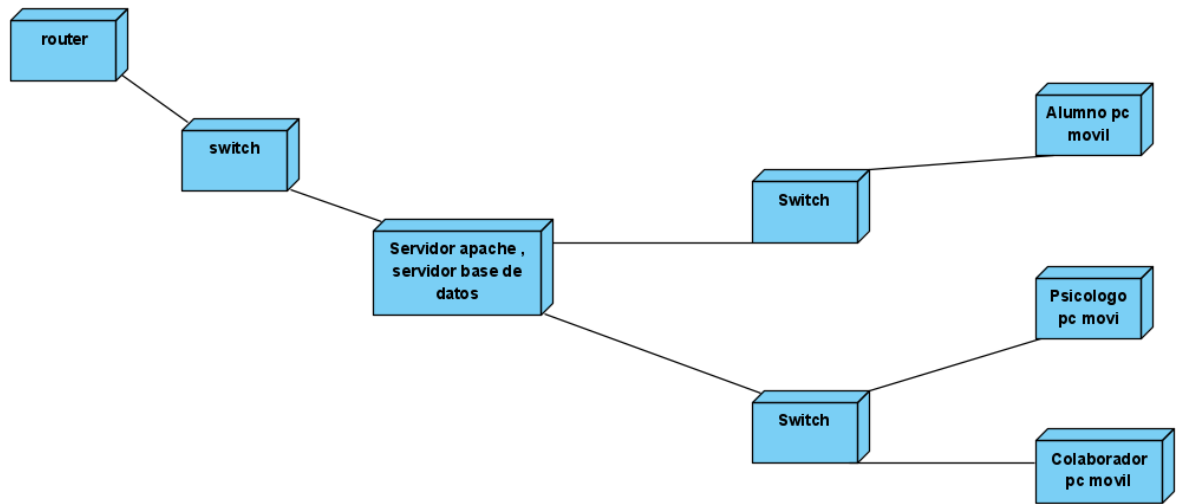 router
switch
Servidor apache ,
servidor base de
datos
Switch
Alumno pc
movil
Switch
Psicologo
pc movi
Colaborador
pc movil